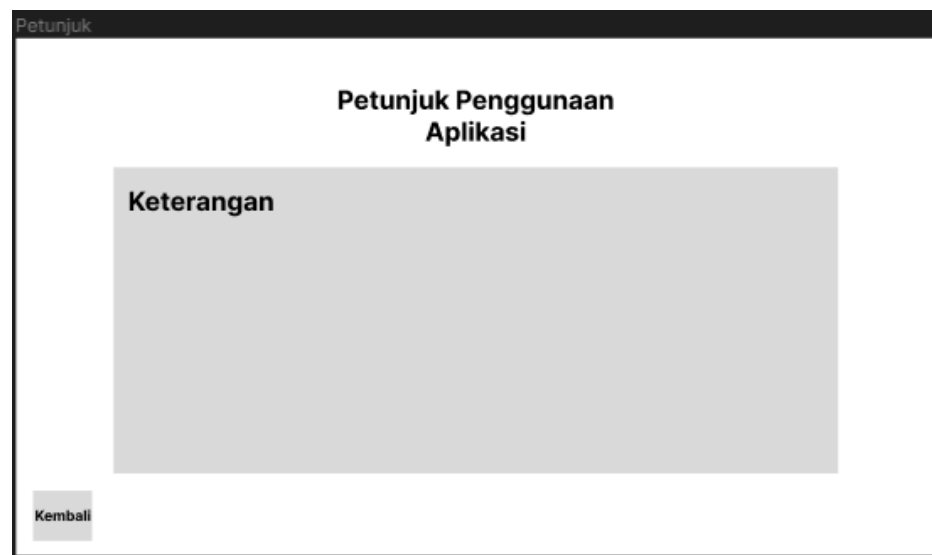 Petunjuk
Petunjuk Penggunaan
Aplikasi
Keterangan
Kembali